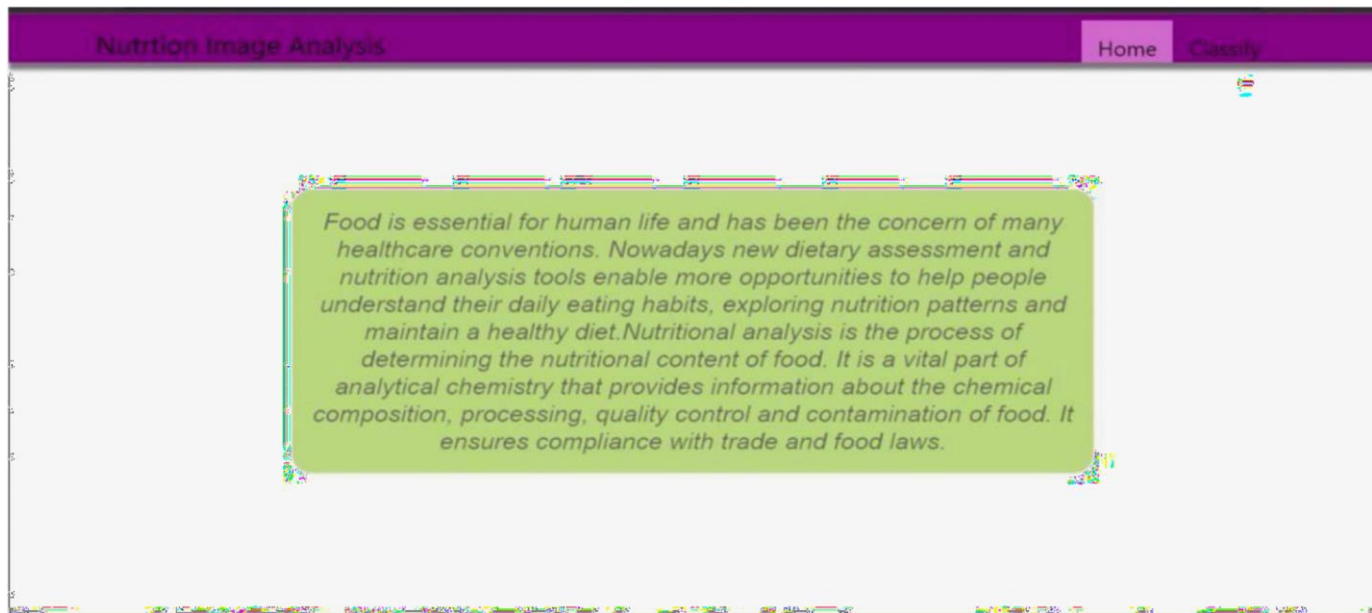 Nutrtion Image Analysis
Home Classify
Food is essential for human life and has been the concern of many
healthcare conventions. Nowadays new dietary assessment and
nutrition analysis tools enable more opportunities to help people
understand their daily eating habits, exploring nutrition patterns and
maintain a healthy diet.Nutritional analysis is the process of
determining the nutritional content of food. It is a vital part of
analytical chemistry that provides information about the chemical
composition, processing, quality control and contamination of food. It
ensures compliance with trade and food laws.